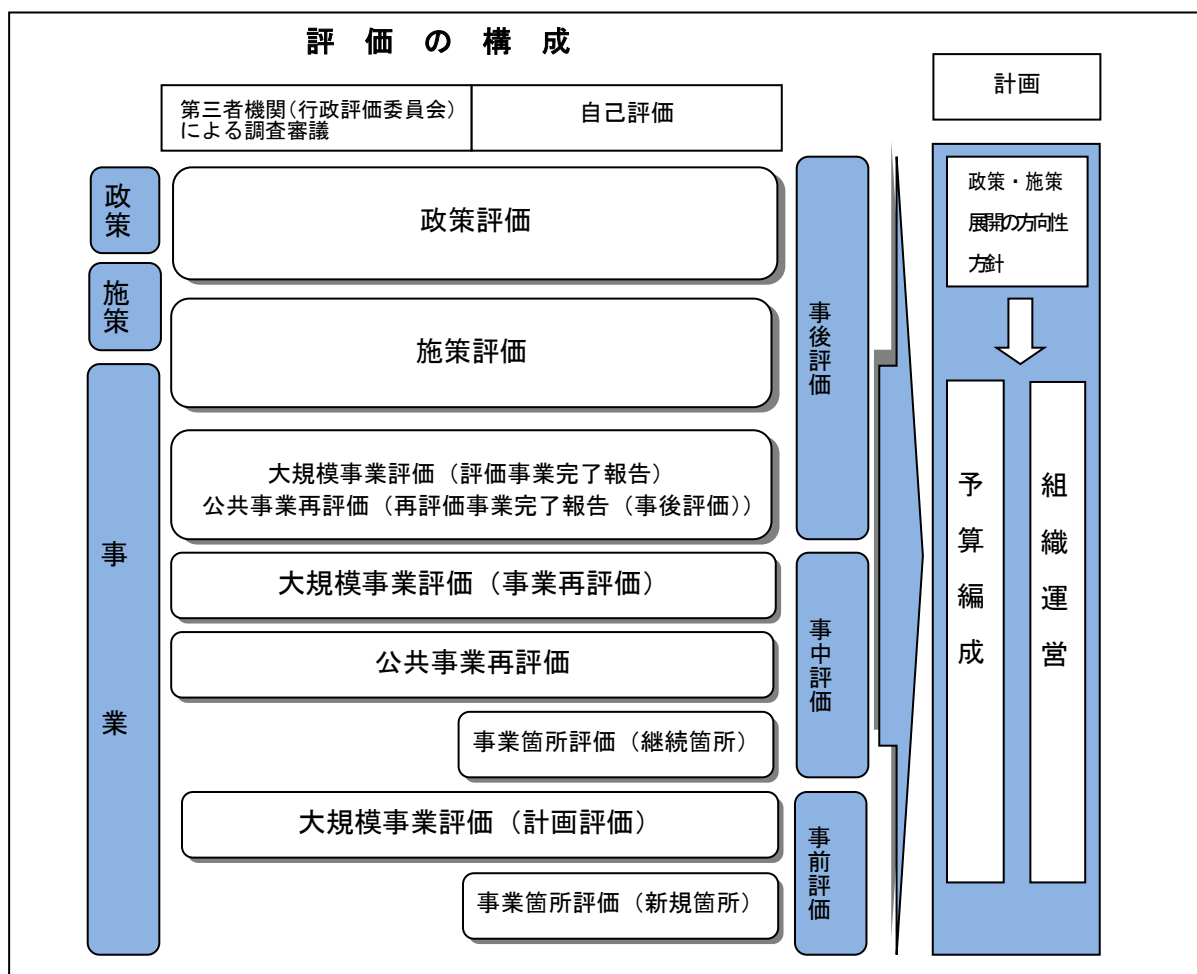 評価の構成
第三者機関(行政評価委員会)
による調査審議
自己評価
計画
政策
施策
事業
政策評価
施策評価
大規模事業評価(評価事業完了報告)
公共事業再評価(再評価事業完了報告(事後評価))
大規模事業評価(事業再評価)
公共事業再評価
事業箇所評価(継続箇所)
大規模事業評価(計画評価)
事業箇所評価(新規箇所)
事後評価
事中評価
事前評価
政策・施策
展開の方向性
方針
予算編成
組織運営